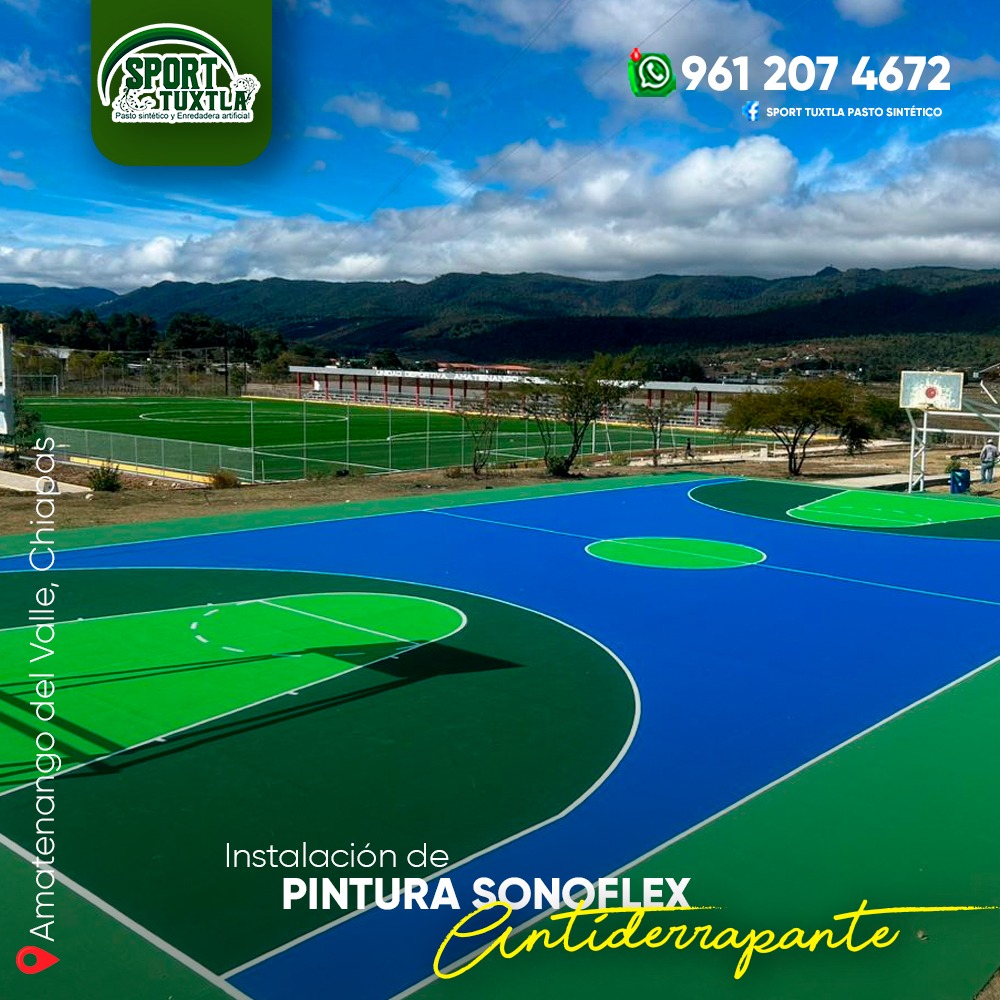 SPORT
TUXTLA
Pasto sintético y Enredadera artificial
961 207 4672
SPORT TUXTLA PASTO SINTÉTICO
Amatenango del Valle, Chiapas
Instalación de
PINTURA SONOFLEX
Antiderrapante